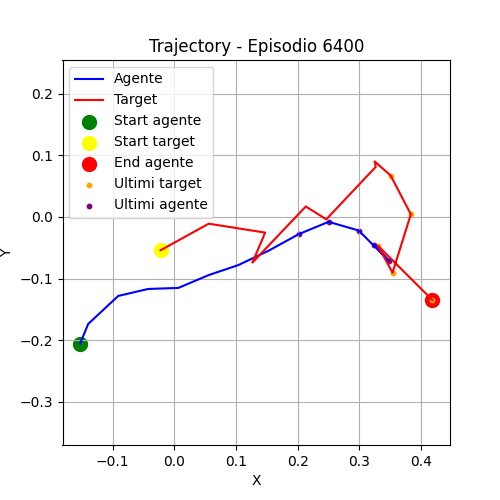 Trajectory - Episodio 6400
Agente
Target
Start agente
Start target
End agente
Ultimi target
Ultimi agente
Y
0.2
0.1
0.0
−0.1
−0.2
−0.3
−0.1
0.0
0.1
0.2
0.3
0.4
X